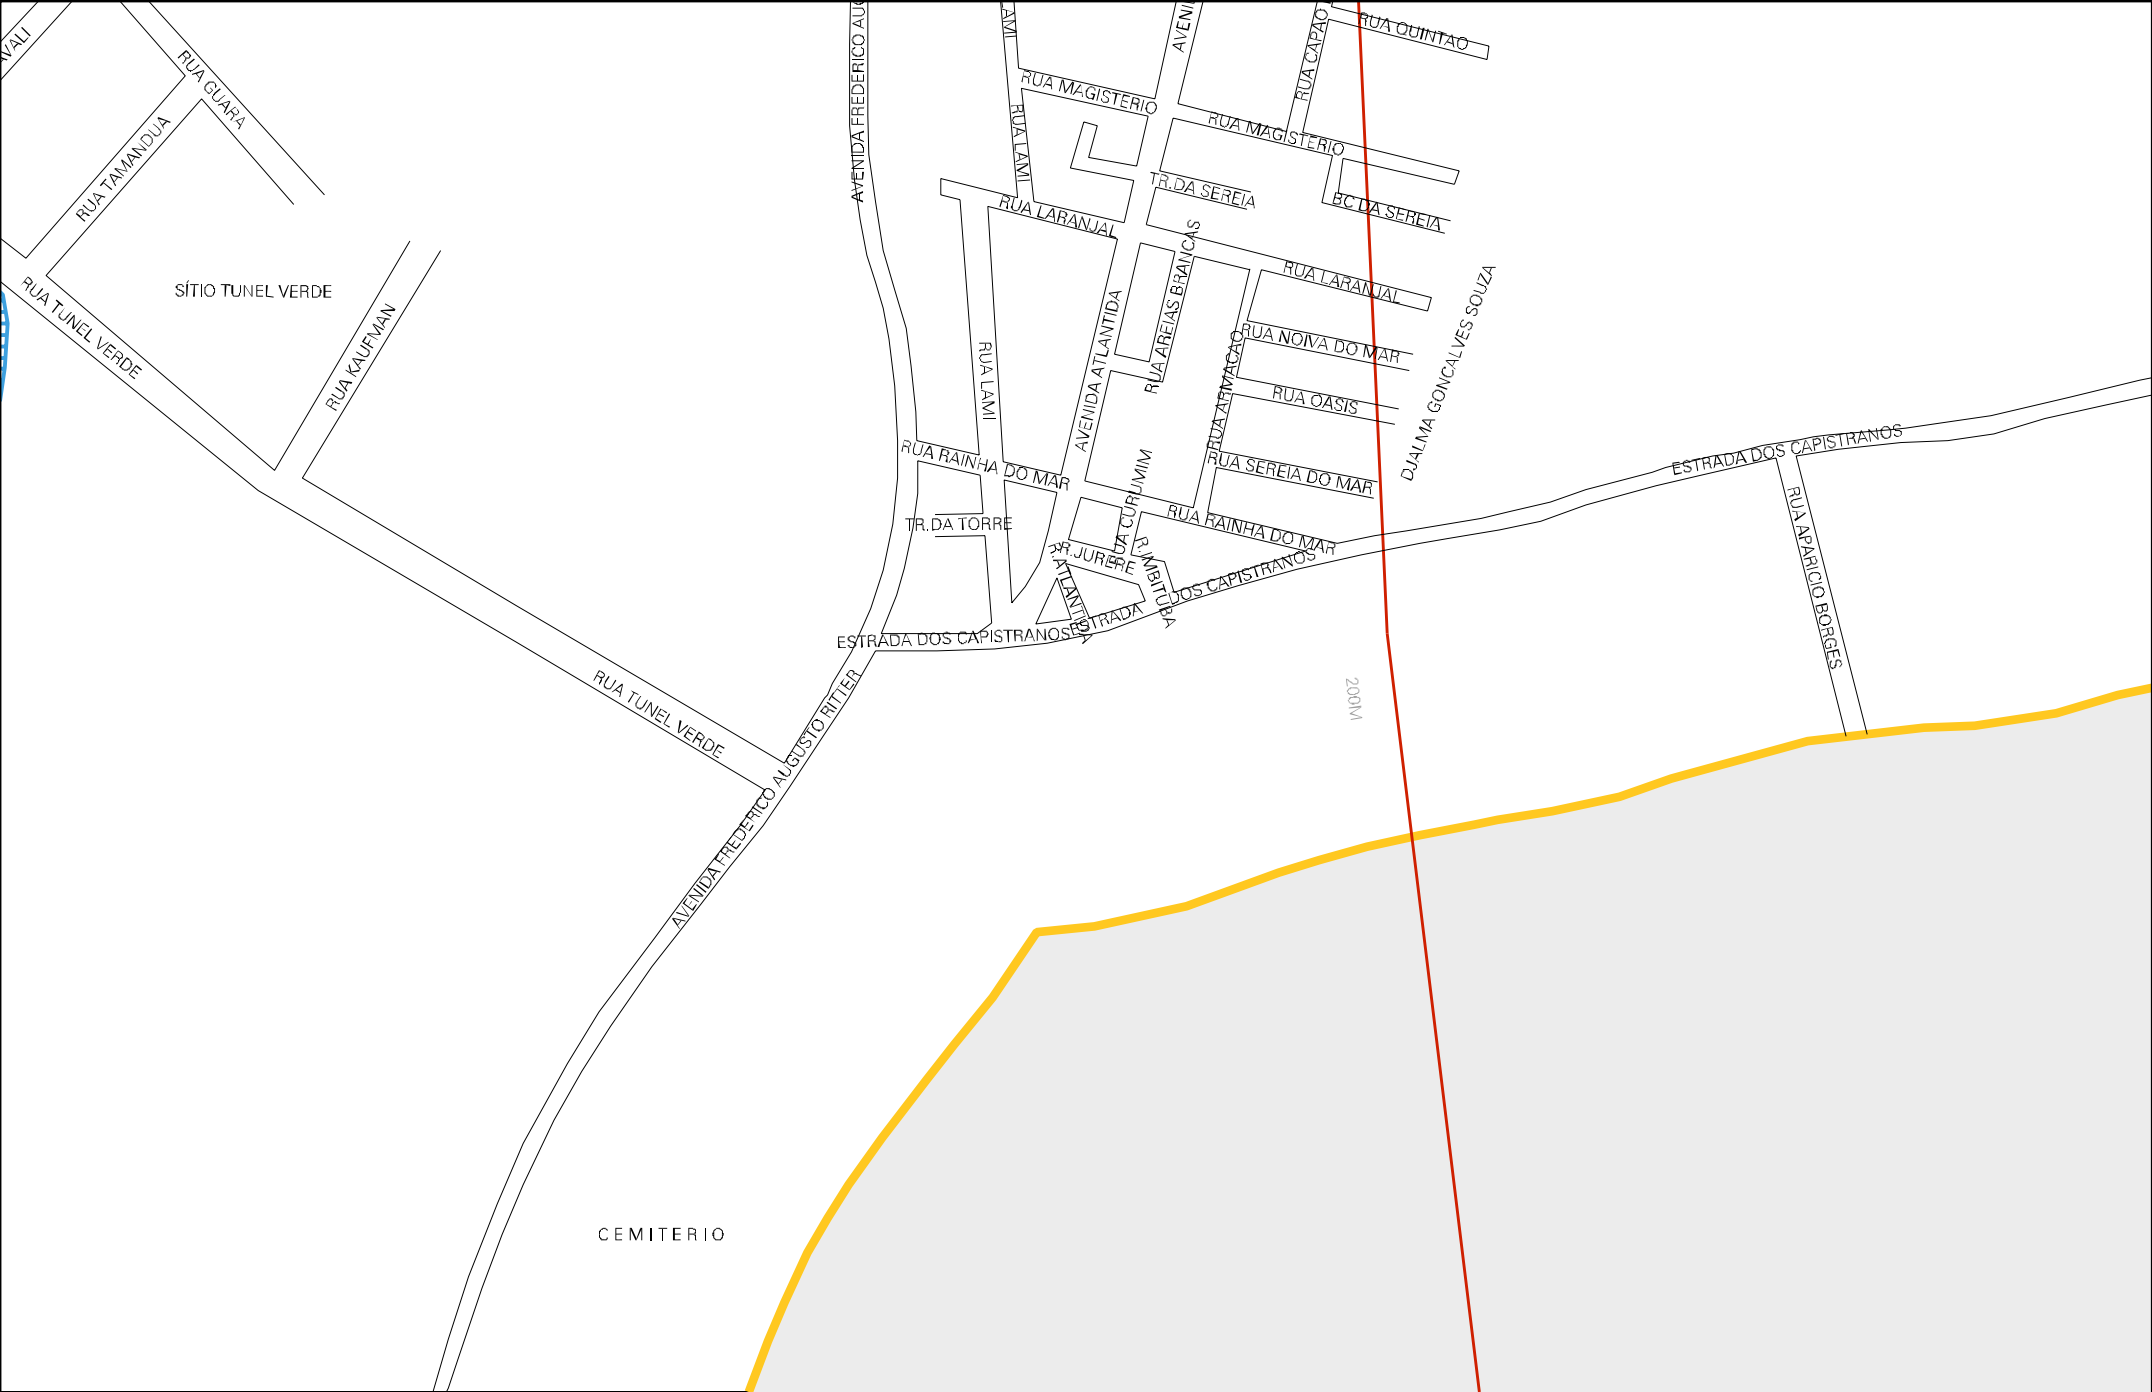 RUA QUINTAO
RUA GUARA
RUA CAPAO
RUA MAGISTERIO
RUA MAGISTERIO
AVENIDA FREDERICO
RUA LAMI
RUA TAMANDUA
TR.DA SEREIA
BC DA SEREIA
RUA LARANJAL
RUA LARANJAL
SÍTIO TUNEL VERDE
RUA TUNEL VERDE
RUA KAUFMAN
RUA AREIAS BRANCAS
AVENIDA ATLANTIDA
RUA NOIVA DO MAR
RUA ARMACAO
RUA OASIS
DJALMA GONCALVES SOUZA
RUA LAMI
ESTRADA DOS CAPISTRANOS
RUA RAINHA DO MAR
RUA SEREIA DO MAR
RUA CURUMIM
RUA RAINHA DO MAR
TR.DA TORRE
R.JURERE
R.ATLANTIDA
R.IMBITUBA
RUA APARICIO BORGES
ESTRADA DOS CAPISTRANOS
ESTRADA DOS CAPISTRANOS
RUA TUNEL VERDE
200M
AVENIDA FREDERICO AUGUSTO RITTER
CEMITERIO